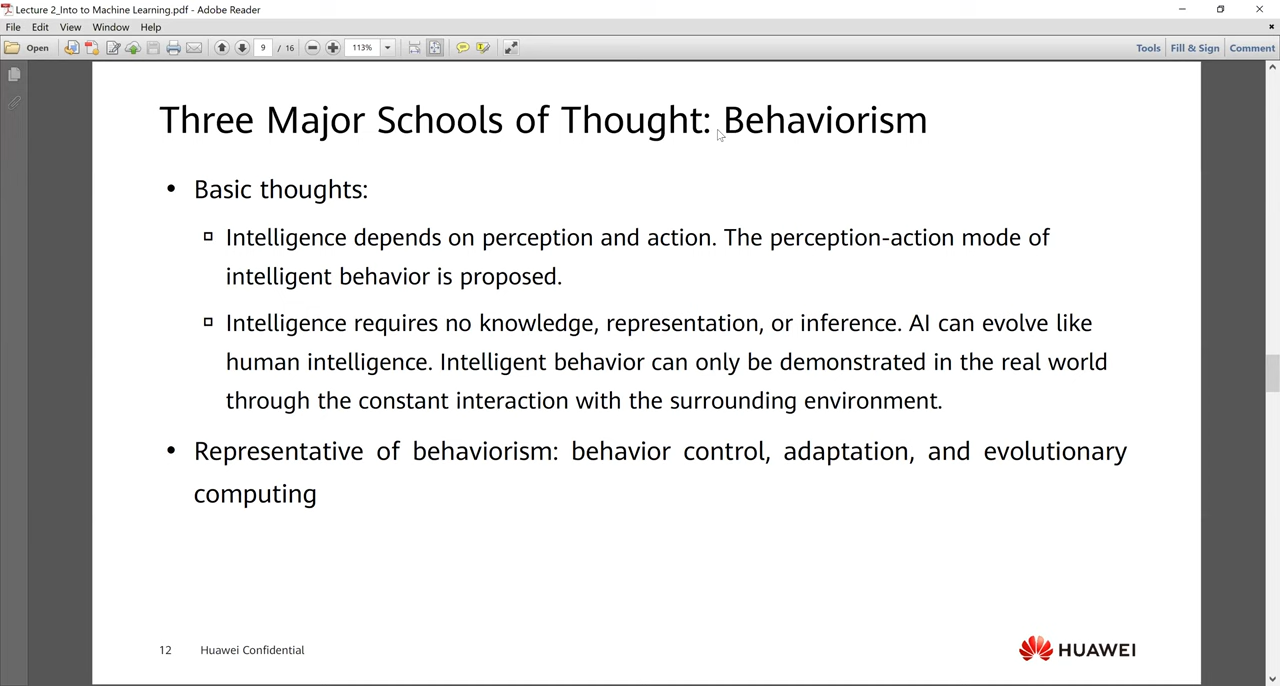 Lecture 2_Into to Machine Learning.pdf - Adobe Reader
File Edit View Window Help
Open 9 / 16 113% Tools Fill & Sign Comment
Three Major Schools of Thought: Behaviorism
• Basic thoughts:
Intelligence depends on perception and action. The perception-action mode of
intelligent behavior is proposed.
Intelligence requires no knowledge, representation, or inference. AI can evolve like
human intelligence. Intelligent behavior can only be demonstrated in the real world
through the constant interaction with the surrounding environment.
• Representative of behaviorism: behavior control, adaptation, and evolutionary
computing
12 Huawei Confidential
HUAWEI